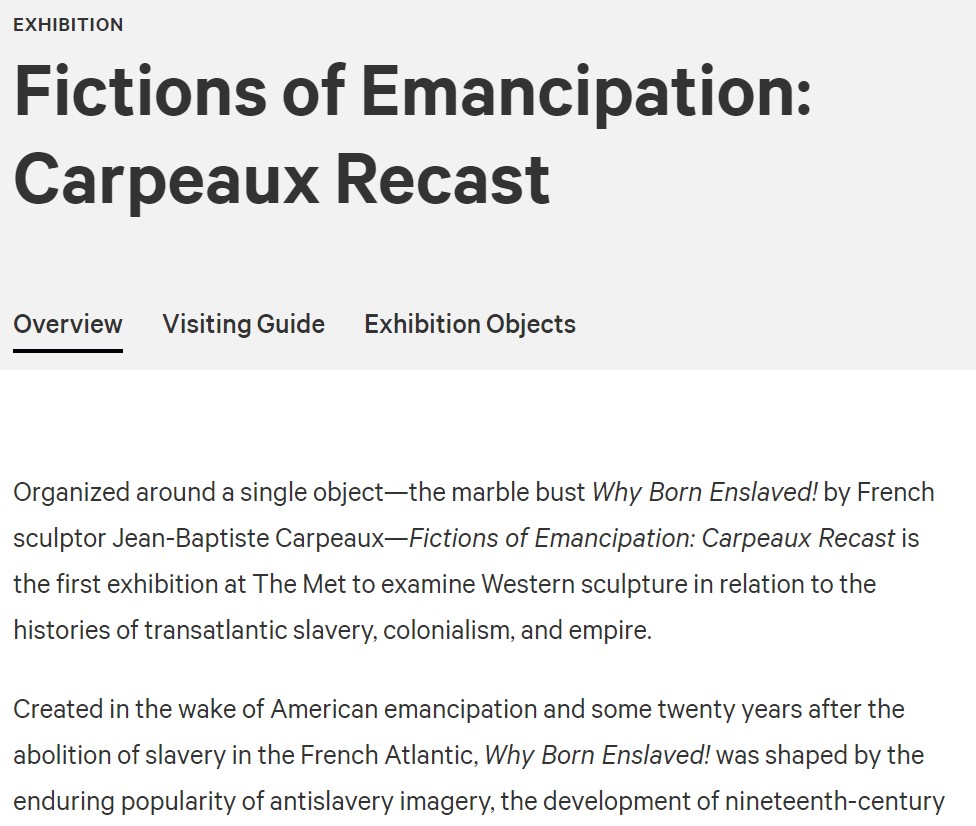 EXHIBITION
Fictions of Emancipation:
Carpeaux Recast
Overview Visiting Guide Exhibition Objects
Organized around a single object—the marble bust Why Born Enslaved! by French
sculptor Jean-Baptiste Carpeaux—Fictions of Emancipation: Carpeaux Recast is
the first exhibition at The Met to examine Western sculpture in relation to the
histories of transatlantic slavery, colonialism, and empire.
Created in the wake of American emancipation and some twenty years after the
abolition of slavery in the French Atlantic, Why Born Enslaved! was shaped by the
enduring popularity of antislavery imagery, the development of nineteenth-century